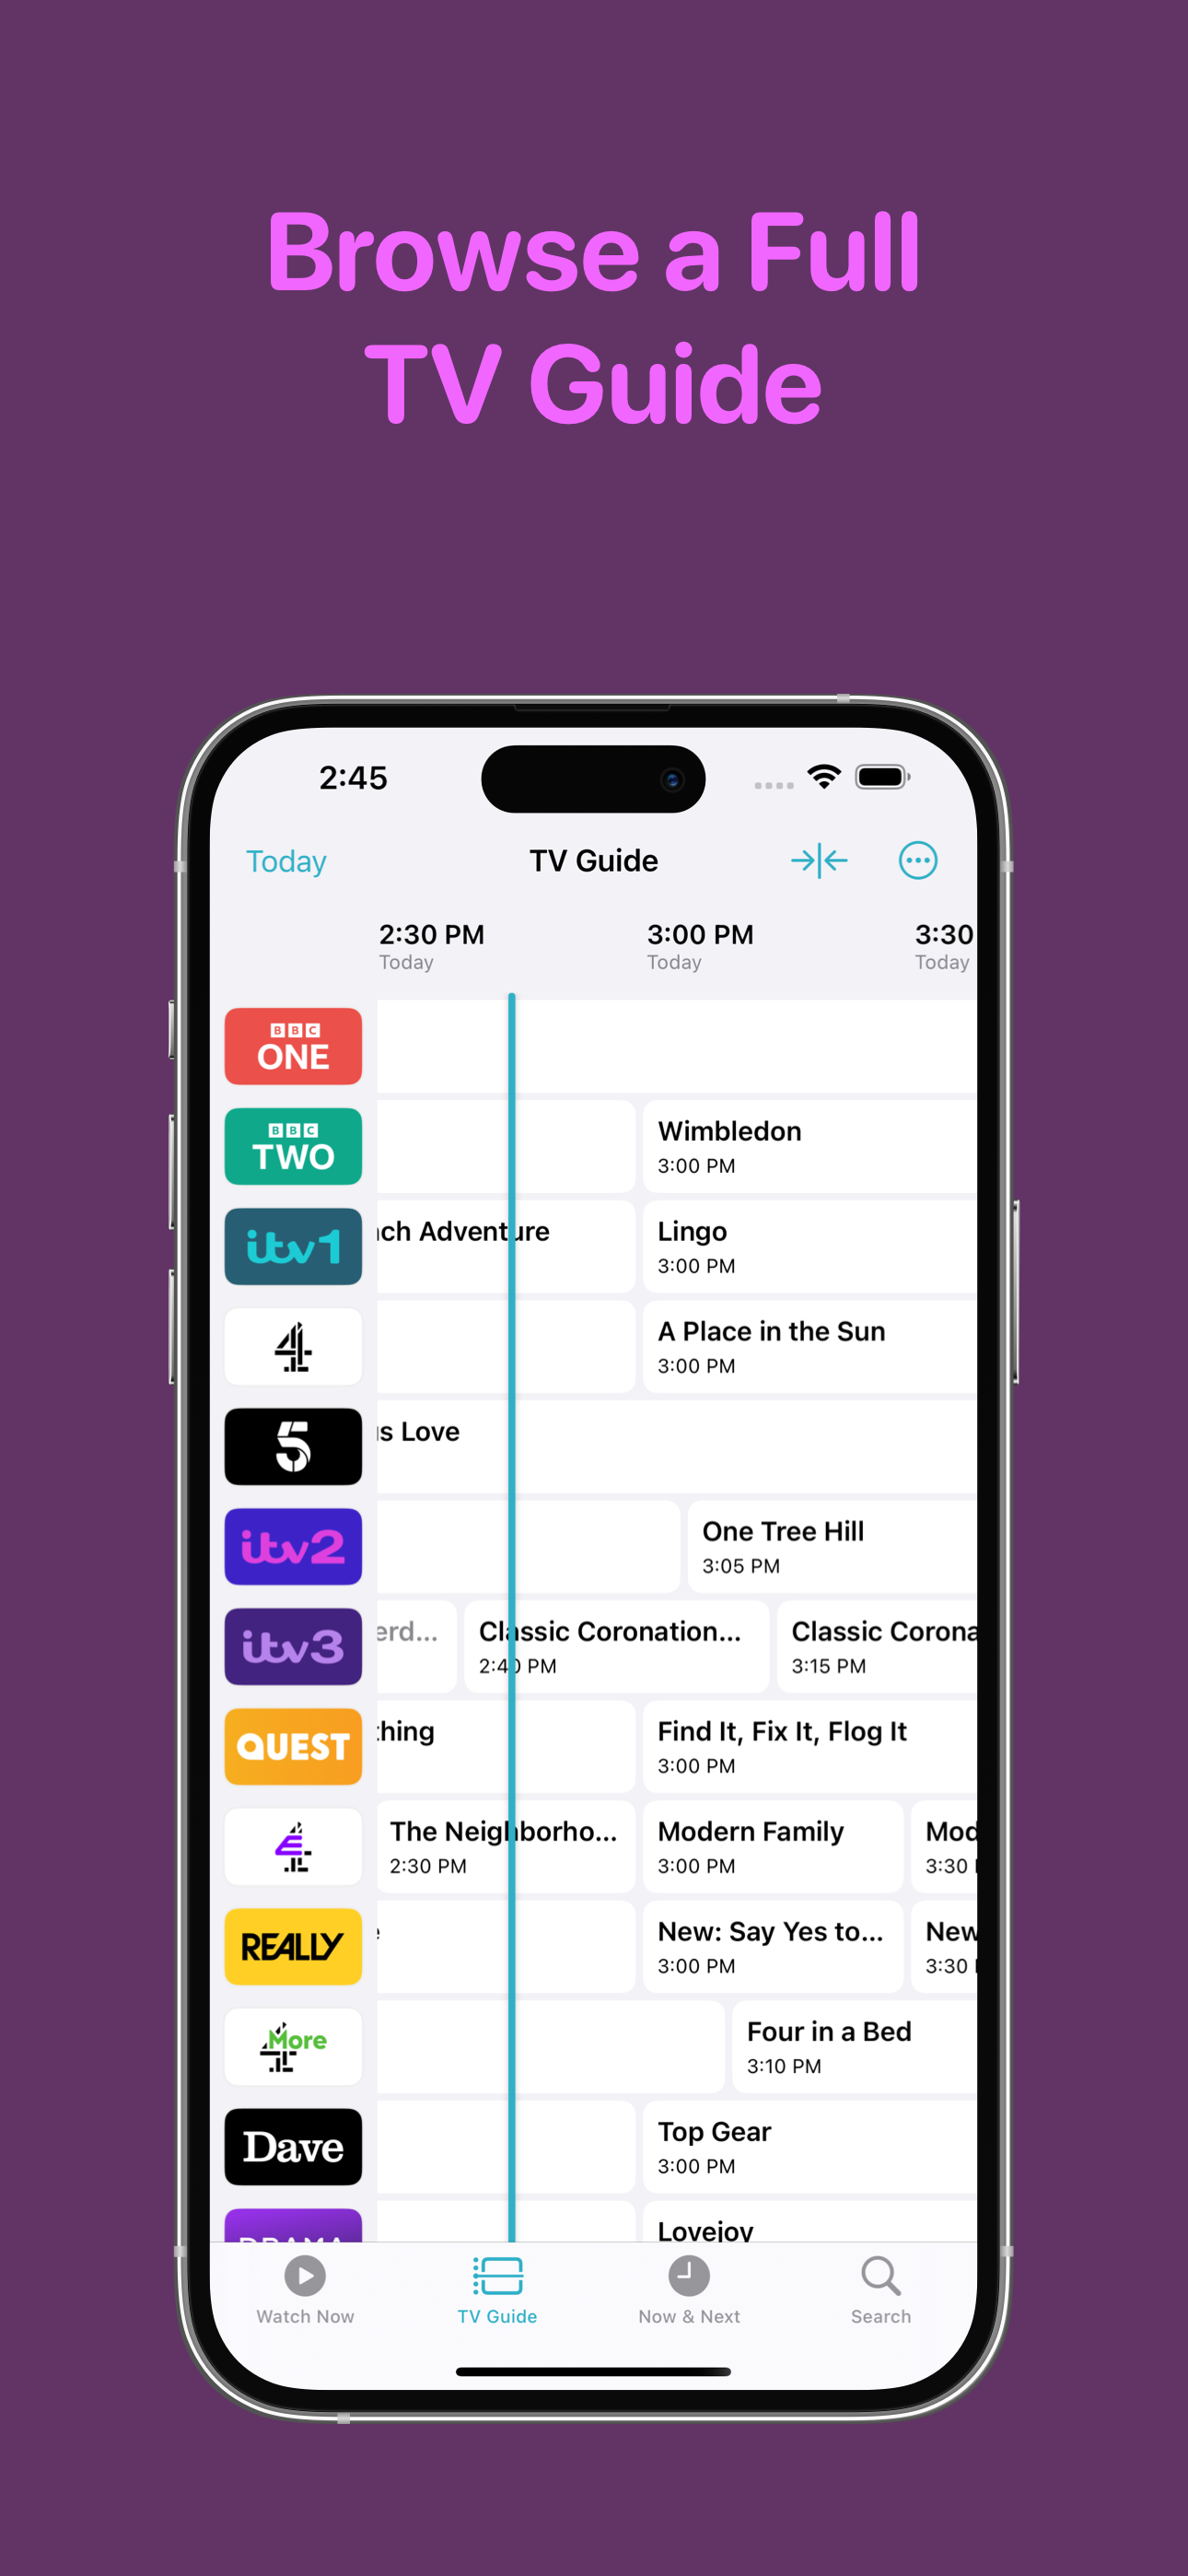 Browse a Full
TV Guide
2:45
Today
TV Guide
2:30 PM
3:00 PM
3:30
Today
Today
Today
BBC
ONE
BBC
TWO
Wimbledon
3:00 PM
itv1
Adventure
Lingo
3:00 PM
4
A Place in the Sun
3:00 PM
5
Love
itv2
One Tree Hill
3:05 PM
itv3
Classic Coronation...
2:40 PM
Classic Corona
3:15 PM
QUEST
thing
Find It, Fix It, Flog It
3:00 PM
4E
The Neighborho...
2:30 PM
Modern Family
3:00 PM
Mod
3:30
REALLY
New: Say Yes to...
3:00 PM
New
3:30
More
4
Four in a Bed
3:10 PM
Dave
Top Gear
3:00 PM
DRAMA
Lovejoy
Watch Now
TV Guide
Now & Next
Search